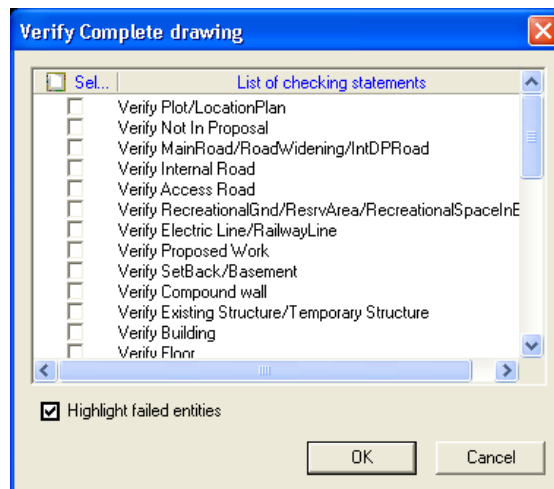 Verify Complete drawing
Sel... List of checking statements
Verify Plot/LocationPlan
Verify Not In Proposal
Verify MainRoad/RoadWidening/IntDPRoad
Verify Internal Road
Verify Access Road
Verify RecreationalGnd/ResrvArea/RecreationalSpaceInE
Verify Electric Line/RailwayLine
Verify Proposed Work
Verify SetBack/Basement
Verify Compound wall
Verify Existing Structure/Temporary Structure
Verify Building
Verify Floor
Highlight failed entities
OK Cancel